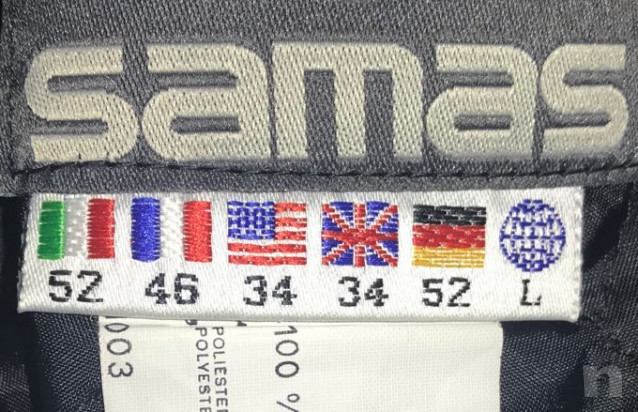 samas
52 46 34 34 52 L
100 %
POLIESTE
POLYESTE
003
n